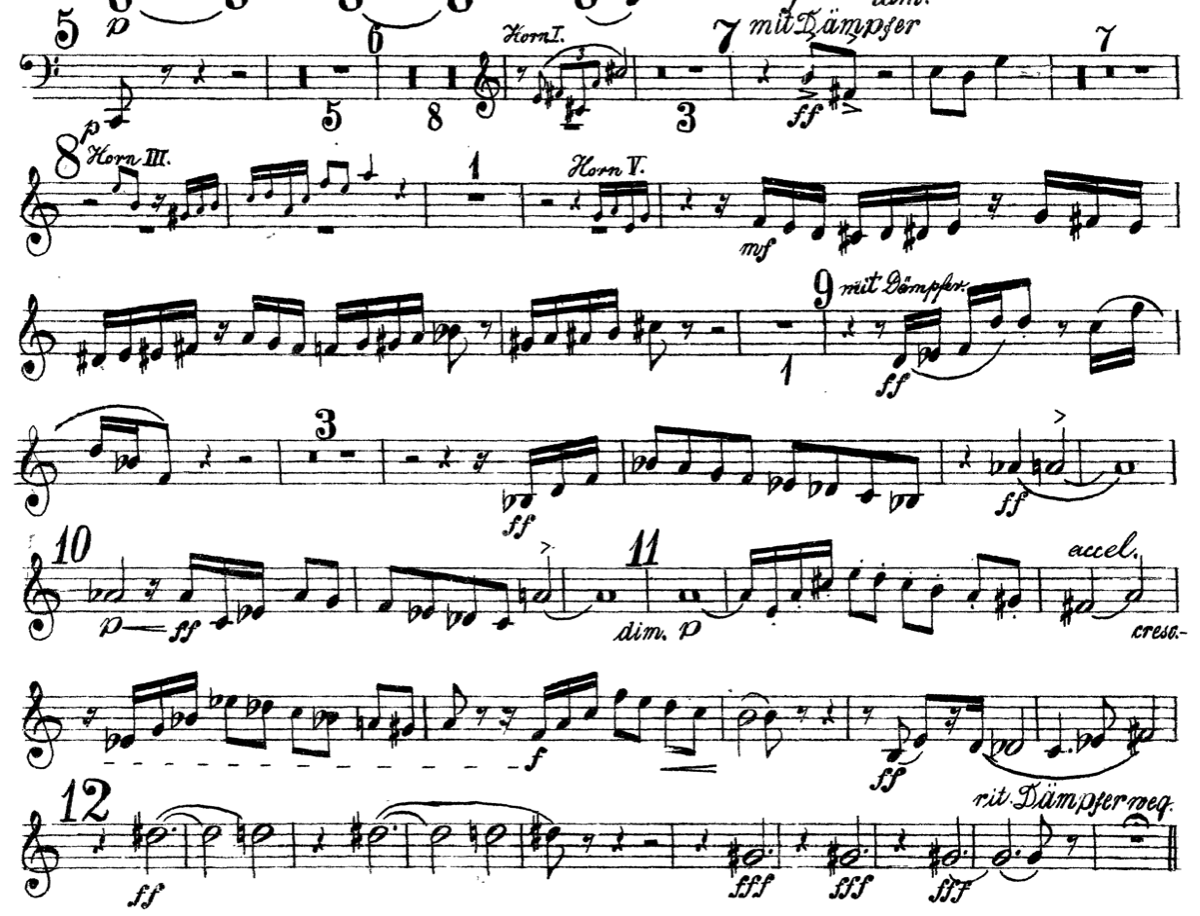 dim.
5 p 6 Horn I. 7 mit Dämpfer 7
p 5 8 3 3 ff
8 Horn III. 1 Horn V.
mf
9 mit Dämpfer.
1 ff
3
ff ff
10 11 accel.
p ff dim. p cresc.-
f ff
12 rit. Dämpfer weg.
ff fff fff fff